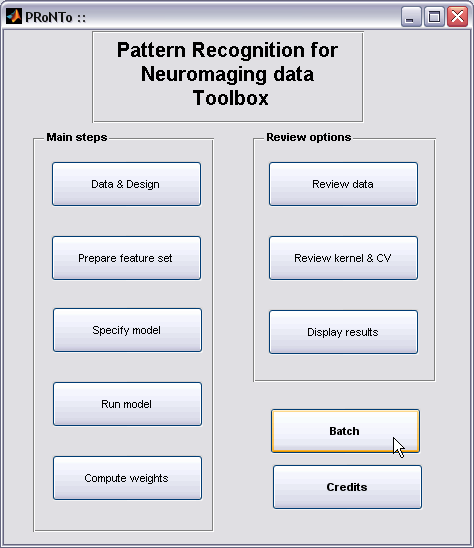 PRoNTo ::
Pattern Recognition for
Neuromaging data
Toolbox
Main steps
Data & Design
Prepare feature set
Specify model
Run model
Compute weights
Review options
Review data
Review kernel & CV
Display results
Batch
Credits